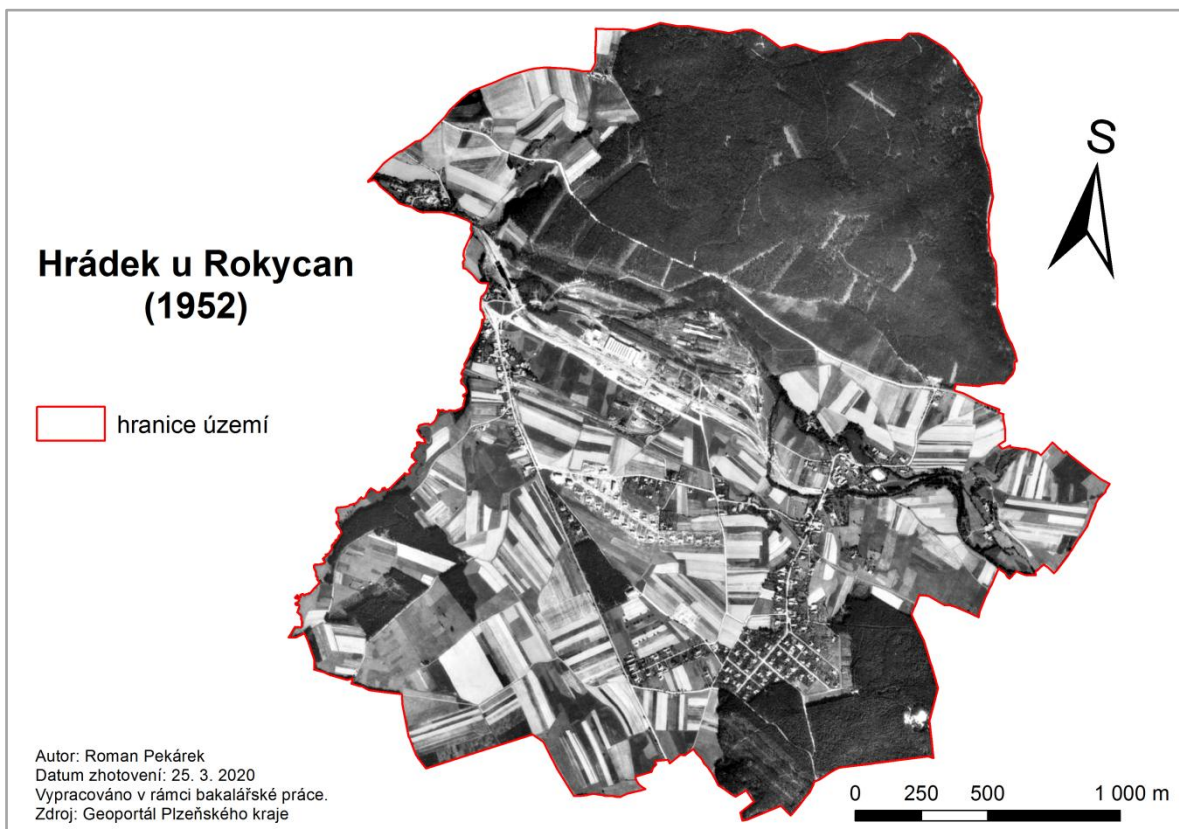 Hrádek u Rokycan
(1952)
hranice území
S
Autor: Roman Pekárek
Datum zhotovení: 25. 3. 2020
Vypracováno v rámci bakalářské práce.
Zdroj: Geoportál Plzeňského kraje
0 250 500 1 000 m